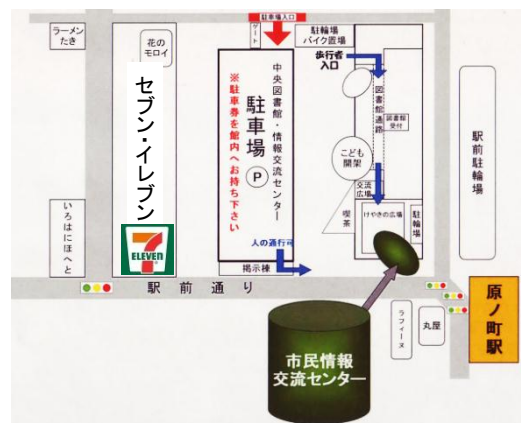 駐車場入口
ラーメン
たき
花の
モロイ
ゲート
駐輪場
バイク置場
歩行者
入口
セブン・イレブン
7
ELEVEN
中央図書館・情報交流センター
駐車場
P
※駐車券を館内へお持ち下さい
図書館通路
図書館
受付
こども
開架
交流
広場
喫茶
けやきの広場
駐輪場
駅前駐輪場
いろはにほへと
人の通行可
掲示棟
駅前通り
原ノ町駅
ラフィーヌ
丸屋
市民情報
交流センター